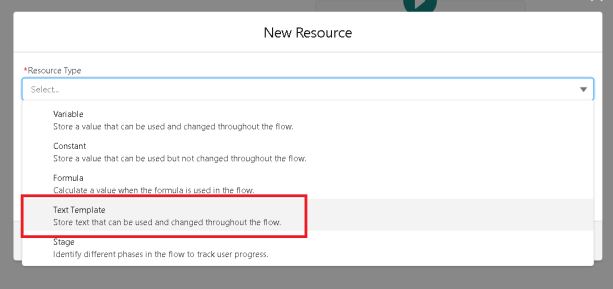 New Resource
*Resource Type
Select...
Variable
Store a value that can be used and changed throughout the flow.
Constant
Store a value that can be used but not changed throughout the flow.
Formula
Calculate a value when the formula is used in the flow.
Text Template
Store text that can be used and changed throughout the flow.
Stage
Identify different phases in the flow to track user progress.